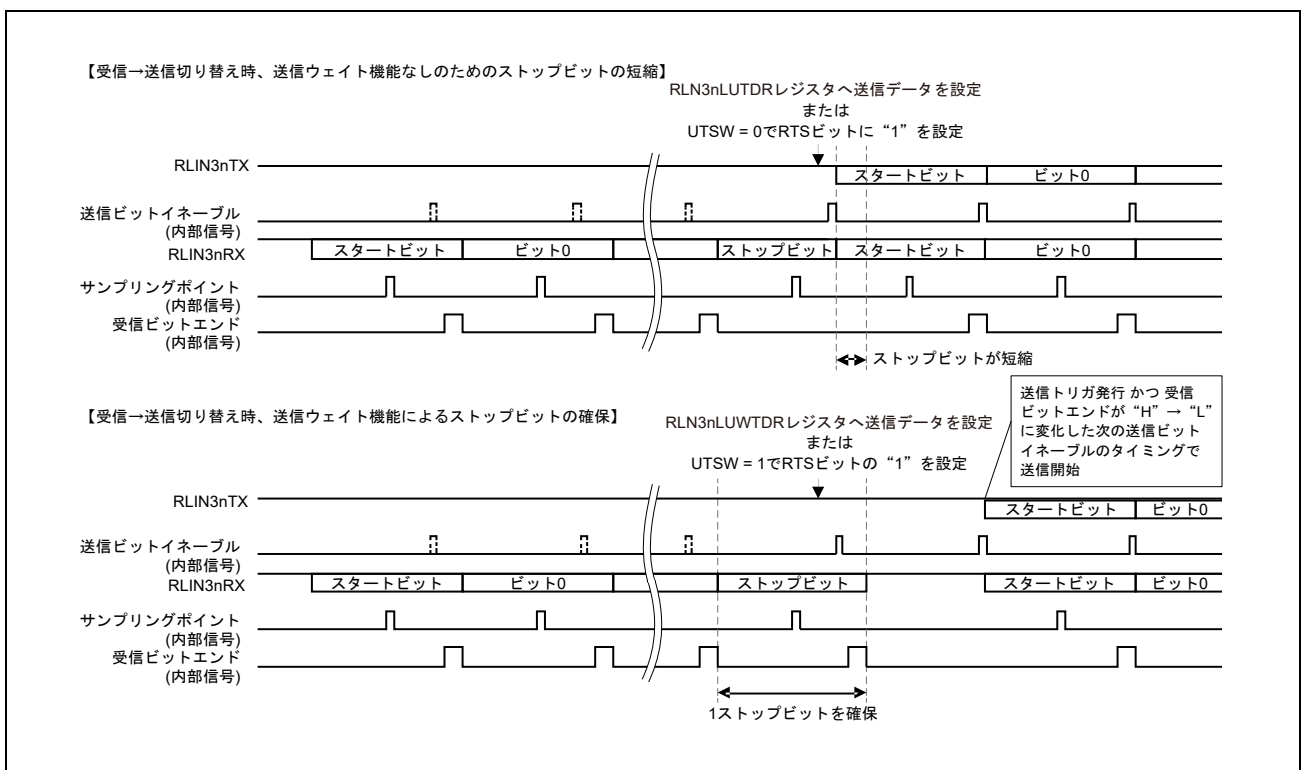 【受信→送信切り替え時、送信ウェイト機能なしのためのストップビットの短縮】
RLN3nLUTDRレジスタへ送信データを設定
または
UTSW = 0でRTSビットに“1”を設定
RLIN3nTX
スタートビット ビット0
送信ビットイネーブル
(内部信号)
RLIN3nRX
スタートビット ビット0 ストップビット スタートビット ビット0
サンプリングポイント
(内部信号)
受信ビットエンド
(内部信号)
ストップビットが短縮
【受信→送信切り替え時、送信ウェイト機能によるストップビットの確保】
RLN3nLUWTDRレジスタへ送信データを設定
または
UTSW = 1でRTSビットの“1”を設定
送信トリガ発行 かつ 受信
ビットエンドが“H”→“L”
に変化した次の送信ビット
イネーブルのタイミングで
送信開始
RLIN3nTX
スタートビット ビット0
送信ビットイネーブル
(内部信号)
RLIN3nRX
スタートビット ビット0 ストップビット スタートビット ビット0
サンプリングポイント
(内部信号)
受信ビットエンド
(内部信号)
1ストップビットを確保